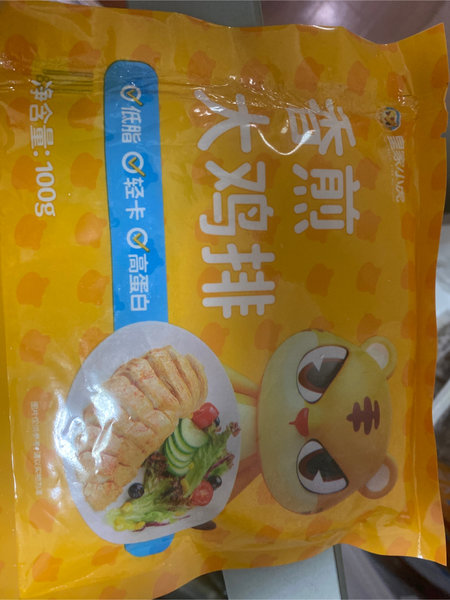 香煎
大鸡排
低脂 轻卡 高蛋白
净含量: 100g